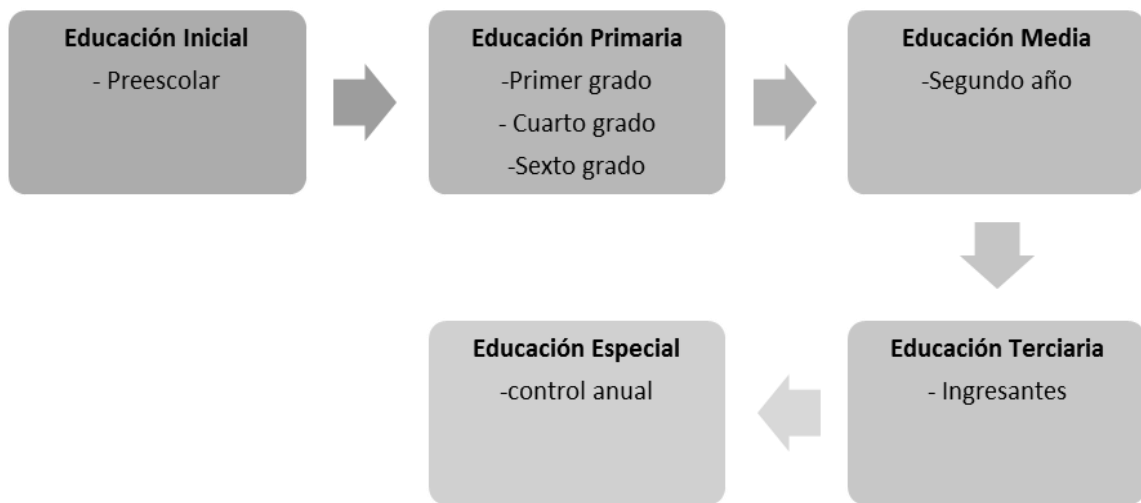 Educación Inicial
- Preescolar
Educación Primaria
-Primer grado
- Cuarto grado
-Sexto grado
Educación Media
-Segundo año
Educación Terciaria
- Ingresantes
Educación Especial
-control anual